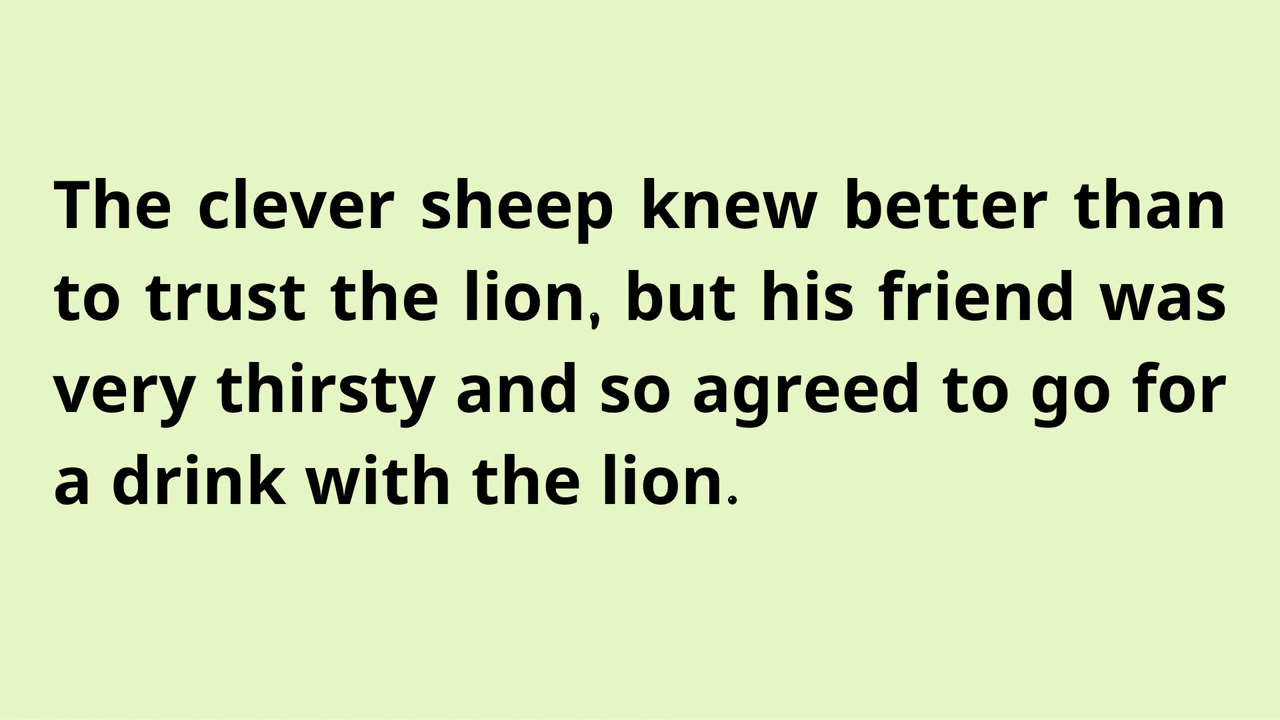 The clever sheep knew better than
to trust the lion, but his friend was
very thirsty and so agreed to go for
a drink with the lion.